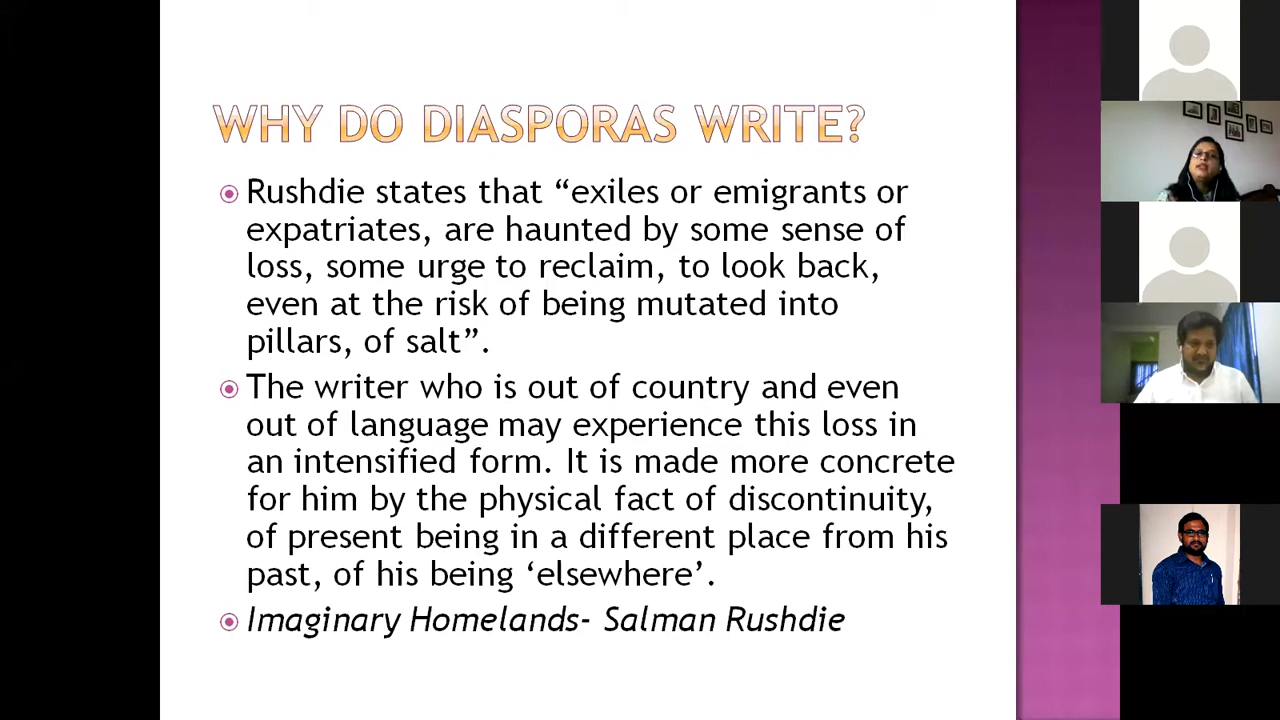 WHY DO DIASPORAS WRITE?
Rushdie states that “exiles or emigrants or
expatriates, are haunted by some sense of
loss, some urge to reclaim, to look back,
even at the risk of being mutated into
pillars, of salt”.
The writer who is out of country and even
out of language may experience this loss in
an intensified form. It is made more concrete
for him by the physical fact of discontinuity,
of present being in a different place from his
past, of his being ‘elsewhere’.
Imaginary Homelands- Salman Rushdie